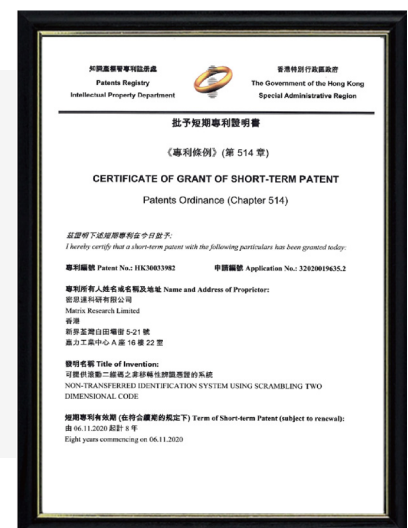 知識產權署專利註冊處
Patents Registry
Intellectual Property Department
香港特別行政區政府
The Government of the Hong Kong
Special Administrative Region
批予短期專利證明書
《專利條例》(第 514 章)
CERTIFICATE OF GRANT OF SHORT-TERM PATENT
Patents Ordinance (Chapter 514)
茲證明下述短期專利在今日批予:
I hereby certify that a short-term patent with the following particulars has been granted today:
專利編號 Patent No.: HK30033982 申請編號 Application No.: 32020019635.2
專利所有人姓名或名稱及地址 Name and Address of Proprietor:
密思速科研有限公司
Matrix Research Limited
香港
新界荃灣白田壩街 5-21 號
嘉力工業中心 A 座 16 樓 22 室
發明名稱 Title of Invention:
可提供滾動二維碼之非移轉性辨識憑證的系統
NON-TRANSFERRED IDENTIFICATION SYSTEM USING SCRAMBLING TWO
DIMENSIONAL CODE
短期專利有效期 (在符合續期的規定下) Term of Short-term Patent (subject to renewal):
由 06.11.2020 起計 8 年
Eight years commencing on 06.11.2020